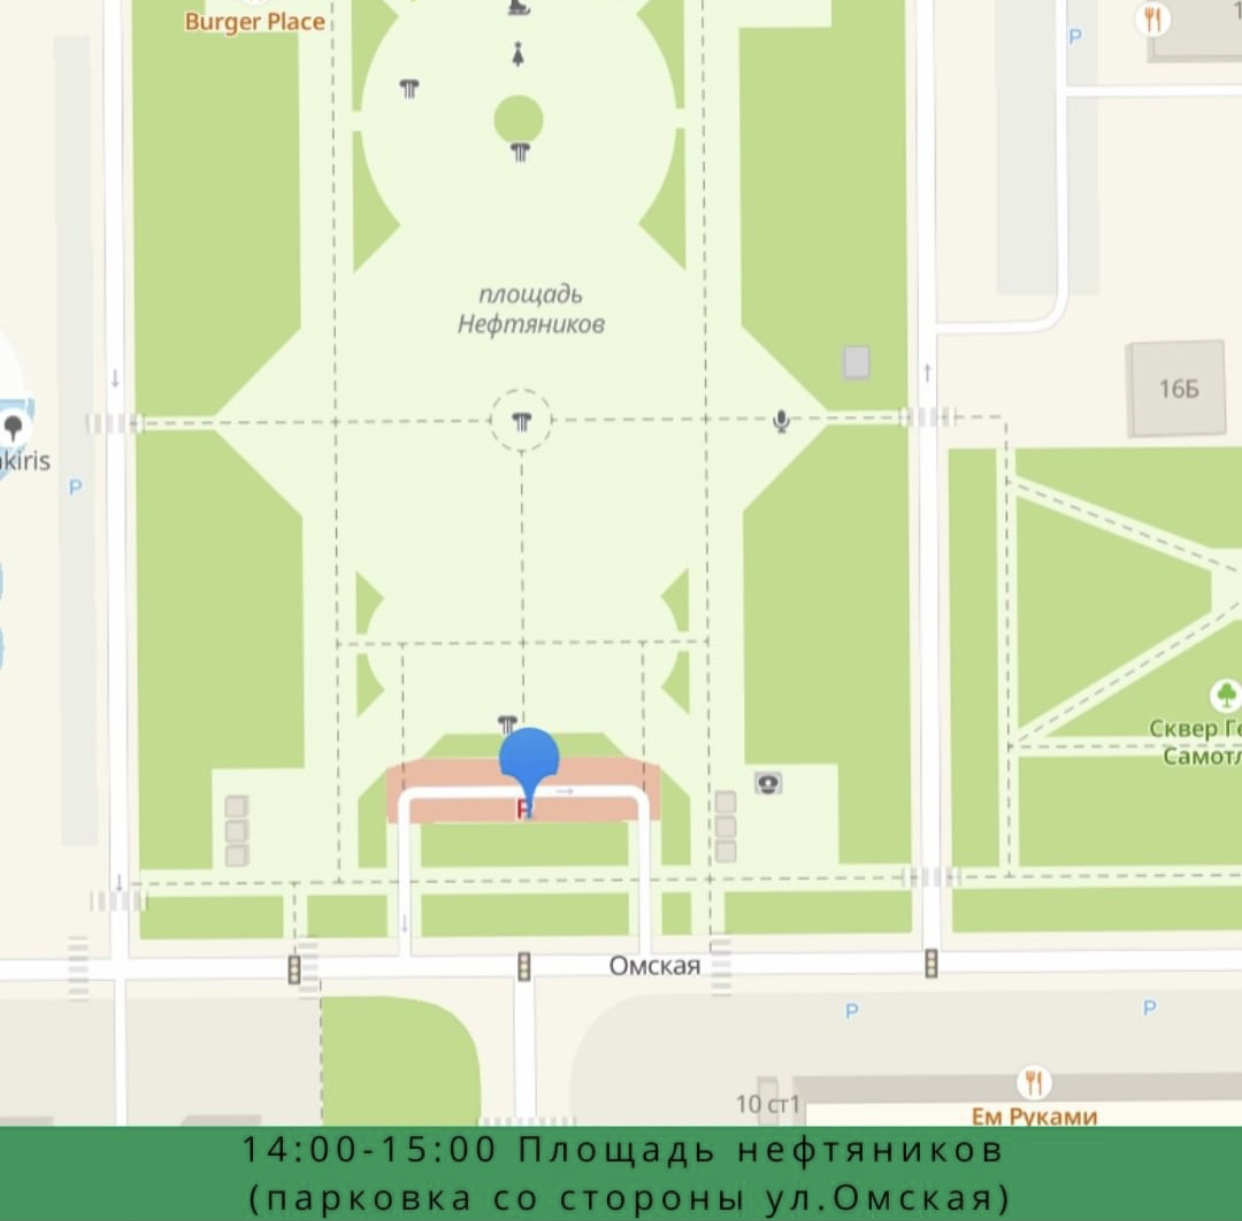 Burger Place
P
площадь
Нефтяников
16Б
kiris
P
Сквер Ге
Самотл
P
Омская
P
P
10 ст1
Ем Руками
14:00-15:00 Площадь нефтяников
(парковка со стороны ул.Омская)